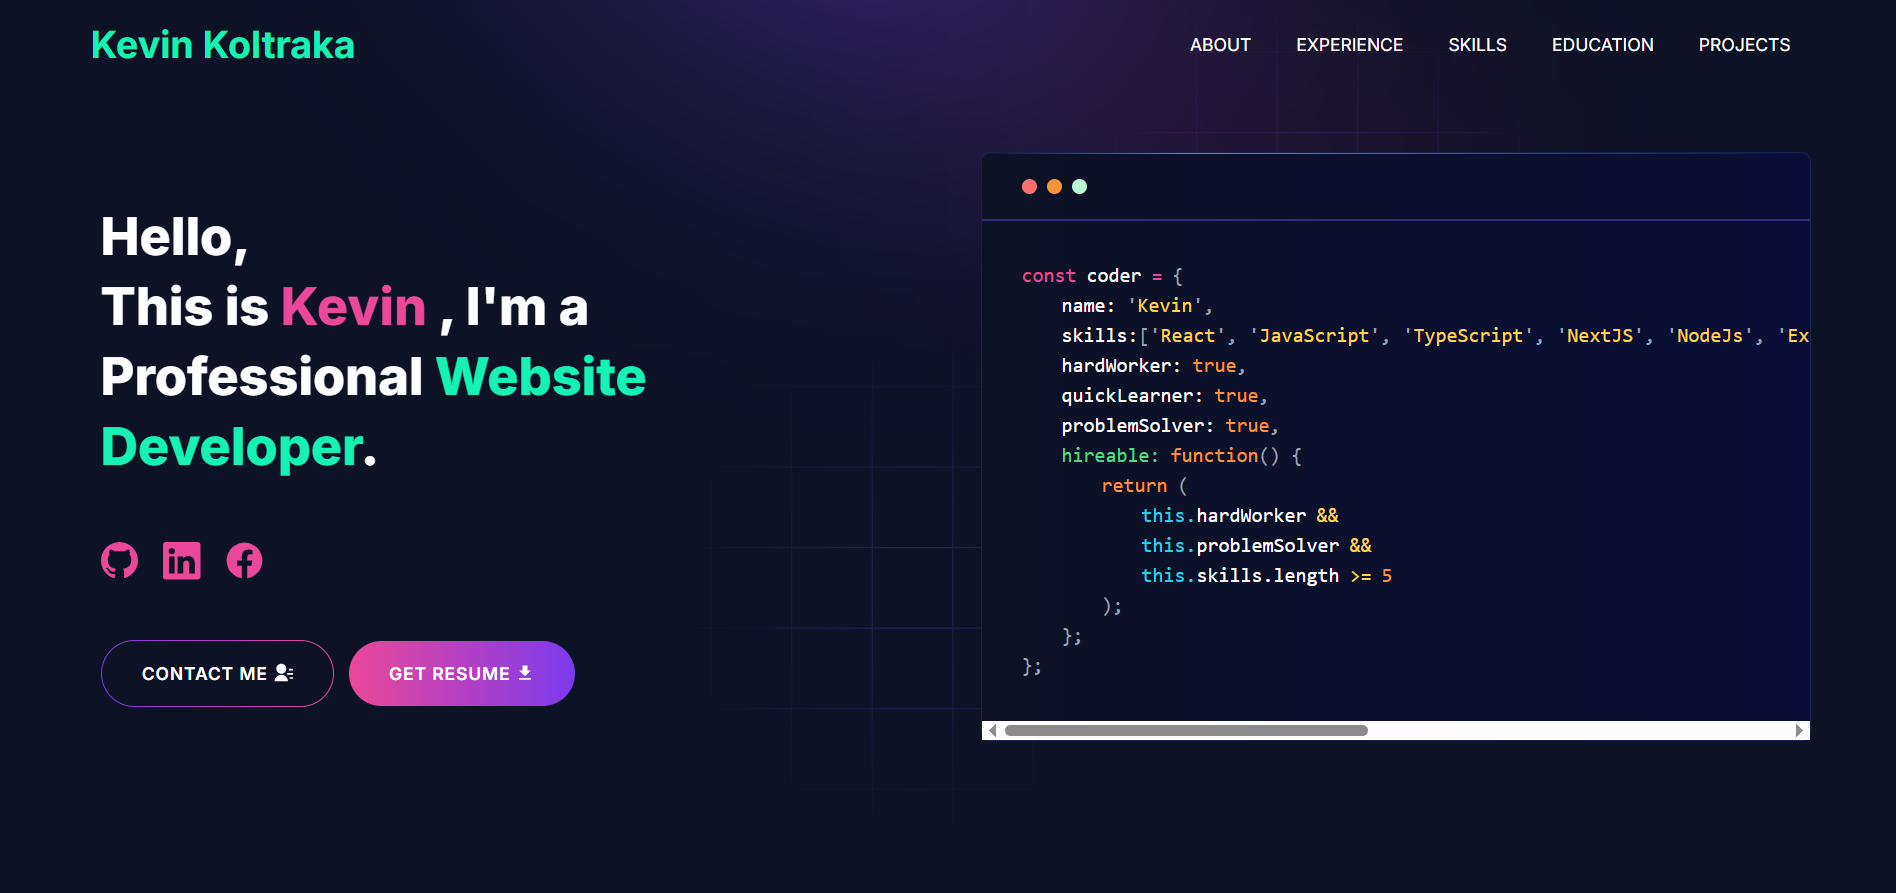 Kevin Koltraka
ABOUT EXPERIENCE SKILLS EDUCATION PROJECTS
Hello,
This is Kevin , I'm a
Professional Website
Developer.
CONTACT ME GET RESUME
const coder = {
name: 'Kevin',
skills:['React', 'JavaScript', 'TypeScript', 'NextJS', 'NodeJs', 'Ex
hardWorker: true,
quickLearner: true,
problemSolver: true,
hireable: function() {
return (
this.hardWorker &&
this.problemSolver &&
this.skills.length >= 5
);
};
};